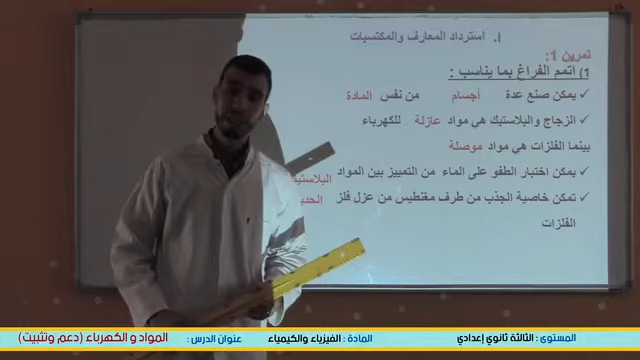 I. استرداد المعارف والمكتسبات
تمرين 1:
1) أتمم الفراغ بما يناسب :
✓ يمكن صنع عدة أجسام من نفس المادة
✓ الزجاج والبلاستيك هي مواد عازلة للكهرباء
بينما الفلزات هي مواد موصلة
✓ يمكن اختبار الطفو على الماء من التمييز بين المواد البلاستيكية
✓ تمكن خاصية الجذب من طرف مغنطيس من عزل فلز
الفلزات
المستوى : الثالثة ثانوي إعدادي
المادة : الفيزياء والكيمياء
عنوان الدرس : المواد و الكهرباء (دعم وتثبيت)